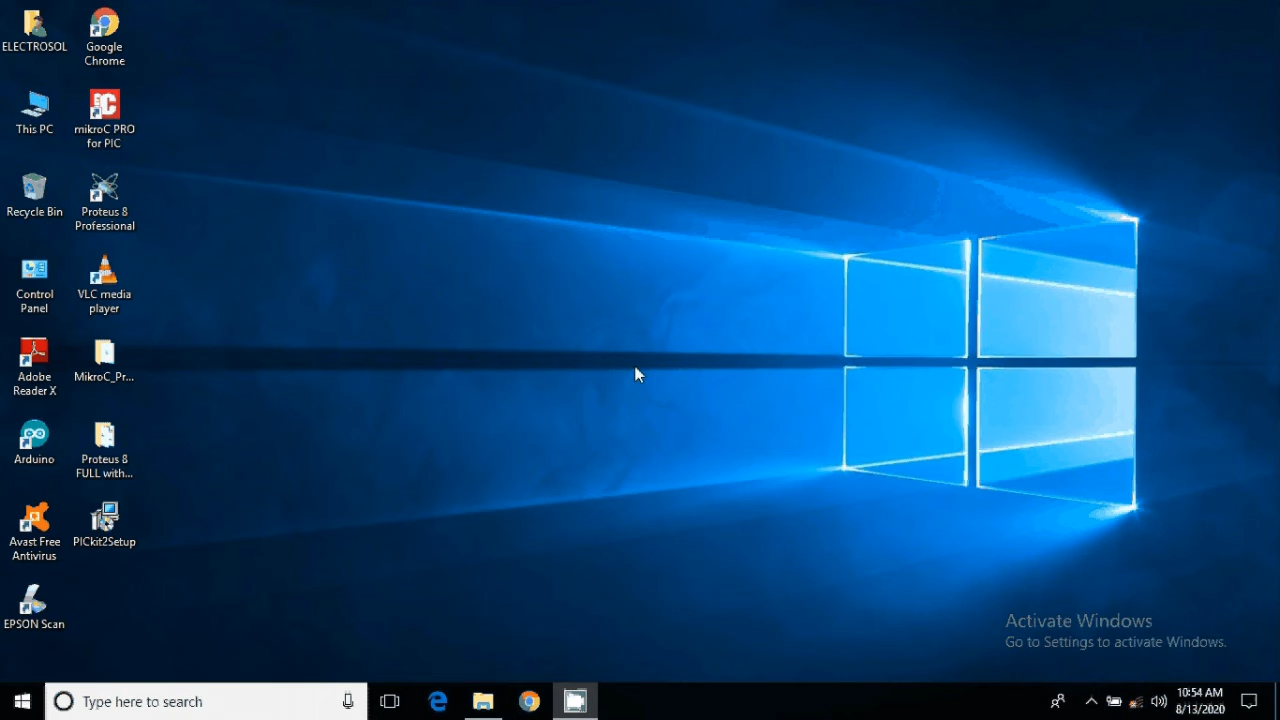 ELECTROSOL
Google
Chrome
This PC
mikroC PRO
for PIC
Recycle Bin
Proteus 8
Professional
Control
Panel
VLC media
player
Adobe
Reader X
MikroC_Pr...
Arduino
Proteus 8
FULL with...
Avast Free
Antivirus
PICkit2Setup
EPSON Scan
Activate Windows
Go to Settings to activate Windows.
Type here to search
10:54 AM
8/13/2020